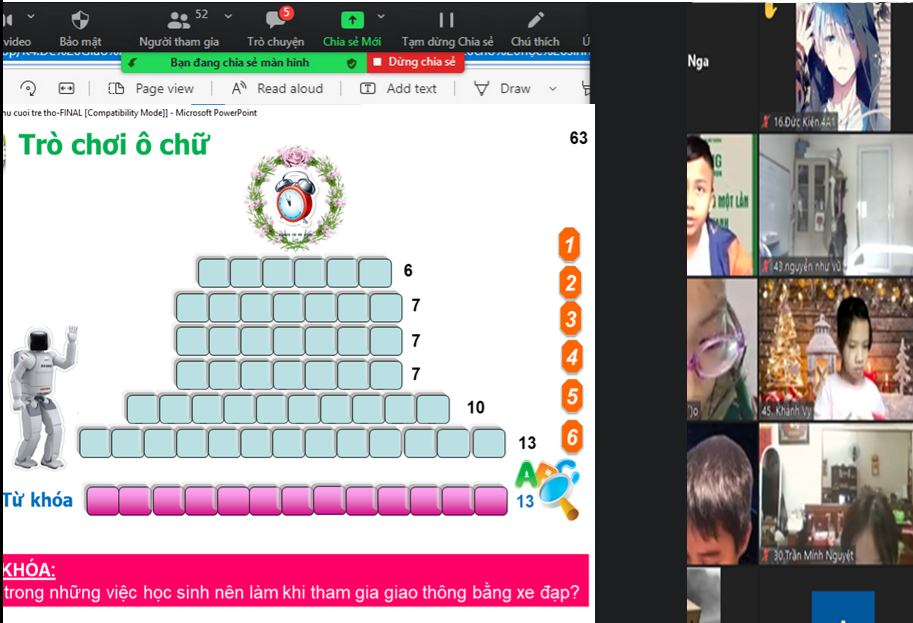 52
5
video
Bảo mật
Người tham gia
Trò chuyện
Chia sẻ Mới
Tạm dừng Chia sẻ
Chú thích
Bạn đang chia sẻ màn hình
Dừng chia sẻ
Page view
Read aloud
Add text
Draw
nu cuoi tre tho-FINAL [Compatibility Mode]] - Microsoft PowerPoint
Trò chơi ô chữ
63
6
7
7
7
10
13
1
2
3
4
5
6
ABC
Từ khóa
13
KHÓA:
trong những việc học sinh nên làm khi tham gia giao thông bằng xe đạp?
Nga
16.Đức Kiên.4A1
MỘT LẦN
43.nguyễn như vũ
45. Khánh Vy
30.Trần Minh Nguyệt